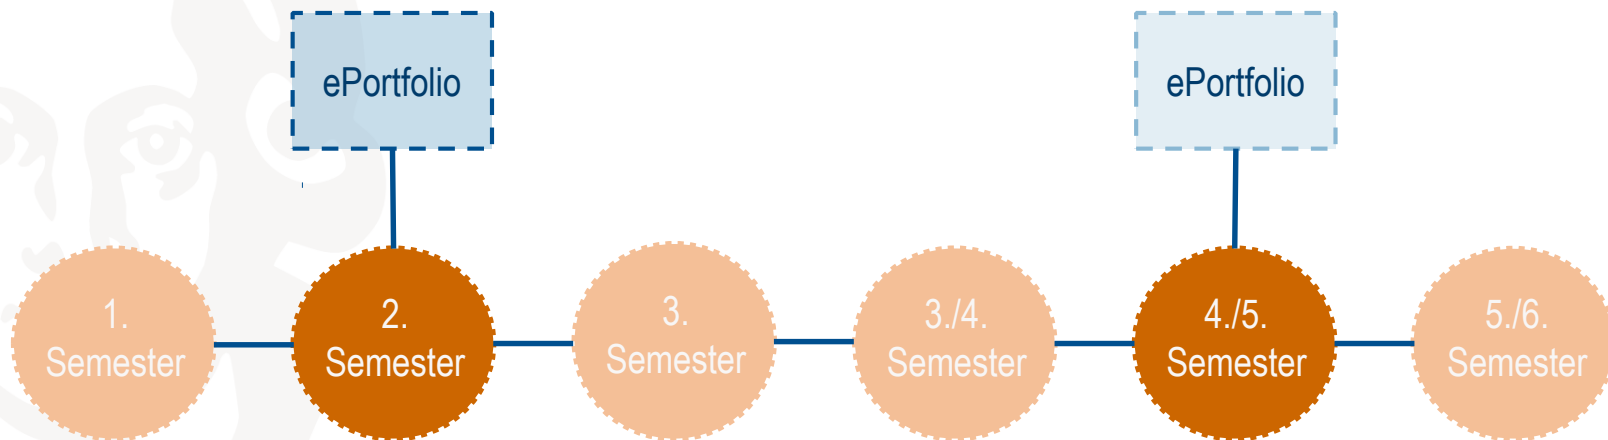 ePortfolio
ePortfolio
1.
Semester
2.
Semester
3.
Semester
3./4.
Semester
4./5.
Semester
5./6.
Semester